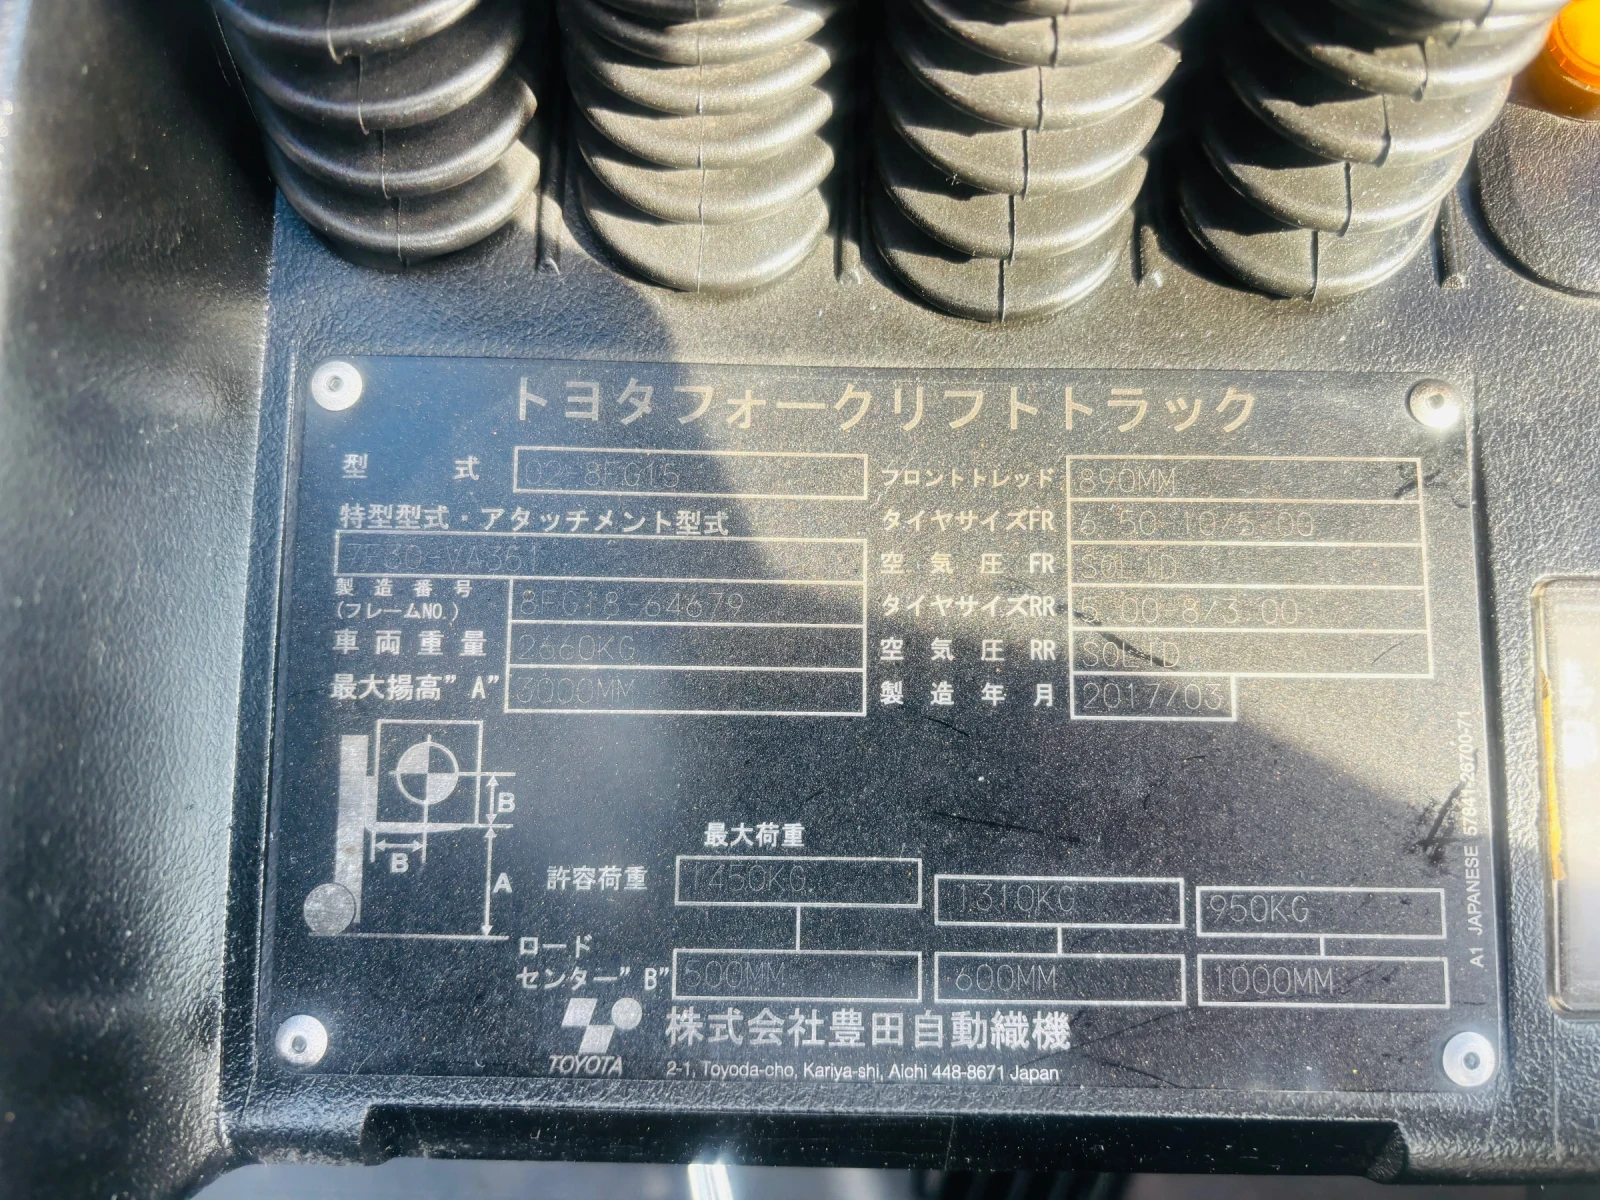 トヨタフォークリフトトラック
型式 02-8FG15
特型型式・アタッチメント型式
製造番号 8FG18-64679
(フレームNO.)
車両重量 2660KG
最大揚高"A" 3000MM
フロントトレッド 890MM
タイヤサイズFR 6.50-10/5.00
空気圧 FR SOLID
タイヤサイズRR 5.00-8/3.00
空気圧 RR SOLID
製造年月 2017/03
B
B
A
最大荷重
許容荷重 1450KG 1310KG 950KG
ロード
センター"B" 500MM 600MM 1000MM
TOYOTA
株式会社豊田自動織機
2-1, Toyoda-cho, Kariya-shi, Aichi 448-8671 Japan
A1 JAPANESE 57841-28700-71